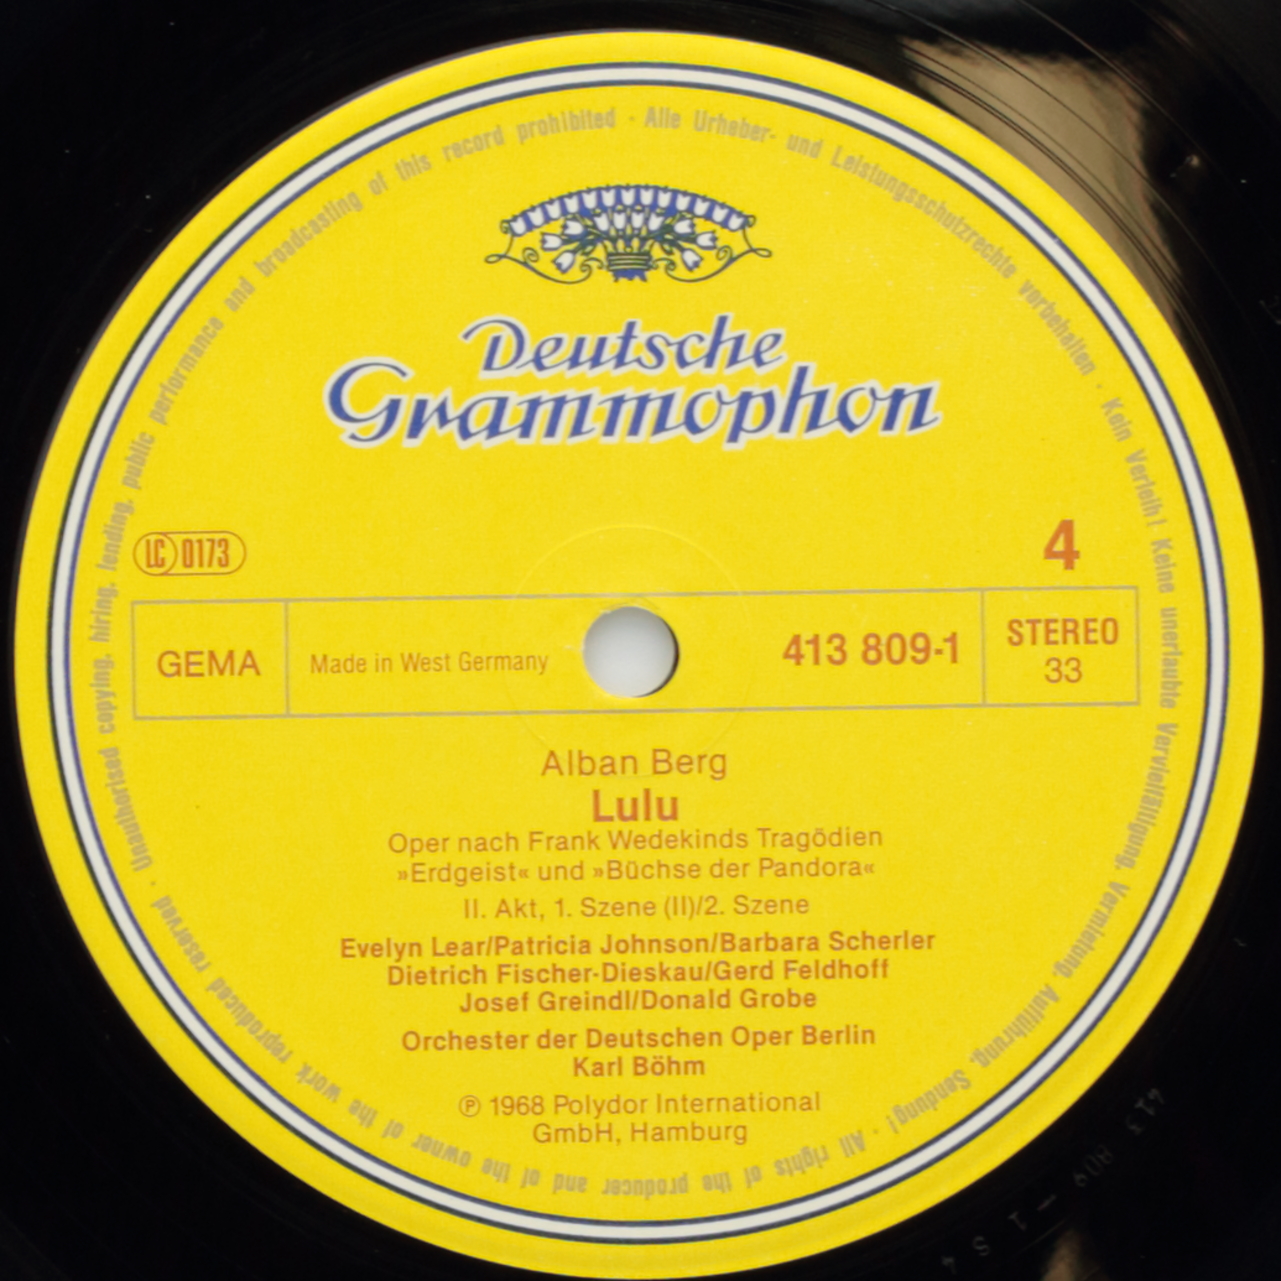 Deutsche
Grammophon
LC 0173
4
GEMA
Made in West Germany
413 809-1
STEREO
33
Alban Berg
Lulu
Oper nach Frank Wedekinds Tragödien
»Erdgeist« und »Büchse der Pandora«
II. Akt, 1. Szene (II)/2. Szene
Evelyn Lear/Patricia Johnson/Barbara Scherler
Dietrich Fischer-Dieskau/Gerd Feldhoff
Josef Greindl/Donald Grobe
Orchester der Deutschen Oper Berlin
Karl Böhm
℗ 1968 Polydor International
GmbH, Hamburg
Alle Urheber- und Leistungsschutzrechte vorbehalten · Kein Verleih! Keine unerlaubte Vervielfältigung, Vermietung, Aufführung, Sendung! · All rights of the producer and of the owner of the work reproduced reserved · Unauthorised copying, hiring, lending, public performance and broadcasting of this record prohibited ·
413 809 - 1 S 4